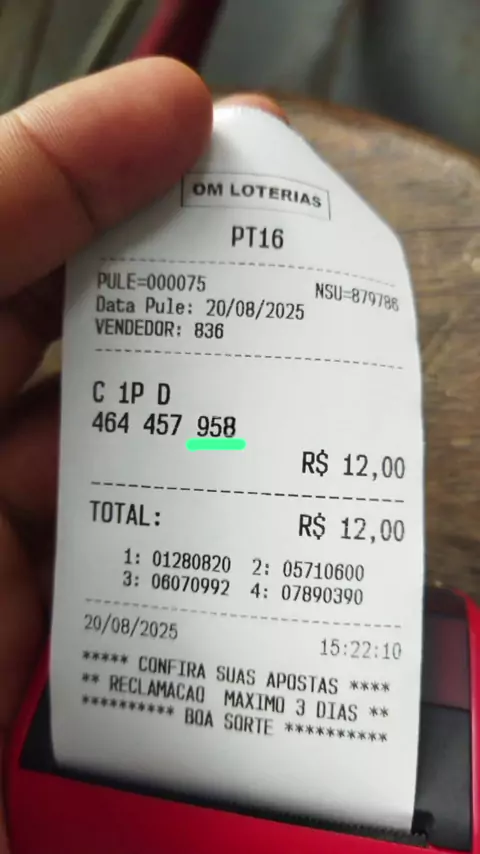 OM LOTERIAS
PT16
PULE=000075 NSU=879786
Data Pule: 20/08/2025
VENDEDOR: 836
C 1P D
464 457 958
R$ 12,00
TOTAL: R$ 12,00
1: 01280820 2: 05710600
3: 06070992 4: 07890390
20/08/2025 15:22:10
***** CONFIRA SUAS APOSTAS ****
** RECLAMACAO MAXIMO 3 DIAS **
********** BOA SORTE **********